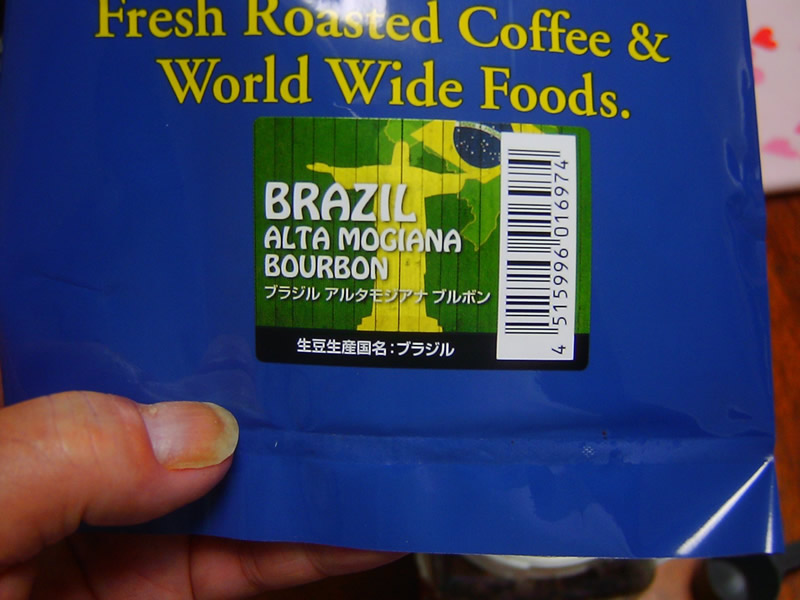 Fresh Roasted Coffee &
World Wide Foods.
BRAZIL
ALTA MOGIANA
BOURBON
ブラジル アルタモジアナ ブルボン
生豆生産国名：ブラジル
4 515996 016974